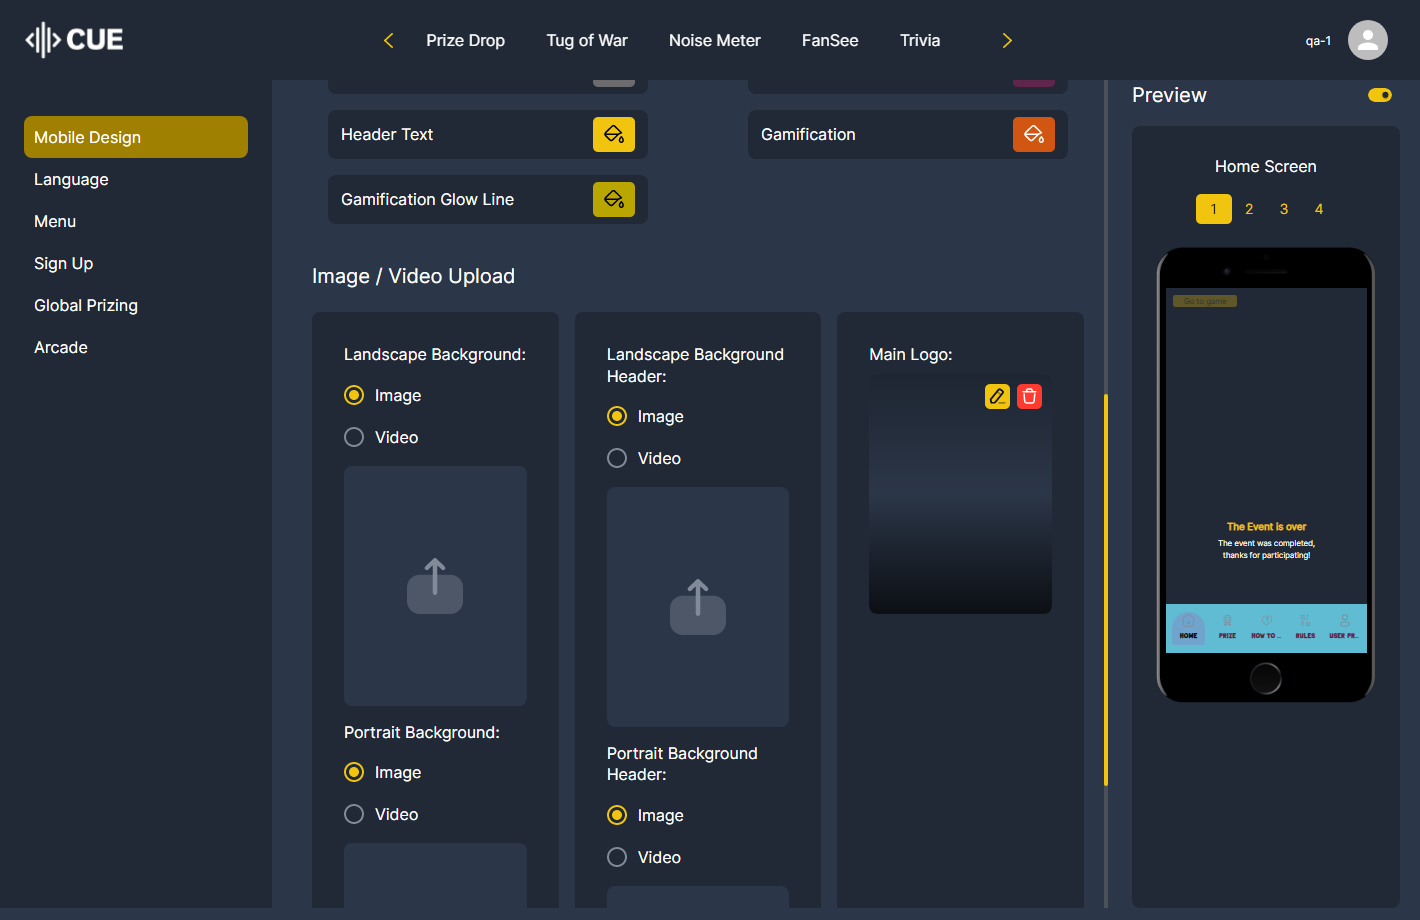 CUE
Prize Drop
Tug of War
Noise Meter
FanSee
Trivia
qa-1
Mobile Design
Language
Menu
Sign Up
Global Prizing
Arcade
Header Text
Gamification
Gamification Glow Line
Image / Video Upload
Landscape Background:
Image
Video
Portrait Background:
Image
Video
Landscape Background
Header:
Image
Video
Portrait Background
Header:
Image
Video
Main Logo:
Preview
Home Screen
1 2 3 4
Go to game
The Event is over
The event was completed,
thanks for participating!
HOME
PRIZE
HOW TO ...
RULES
USER PR...